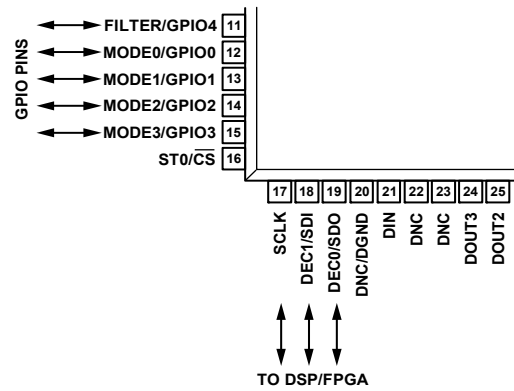 GPIO PINS
FILTER/GPIO4 11
MODE0/GPIO0 12
MODE1/GPIO1 13
MODE2/GPIO2 14
MODE3/GPIO3 15
ST0/CS 16
17 18 19 20 21 22 23 24 25
SCLK
DEC1/SDI
DEC0/SDO
DNC/DGND
DIN
DNC
DNC
DOUT3
DOUT2
TO DSP/FPGA